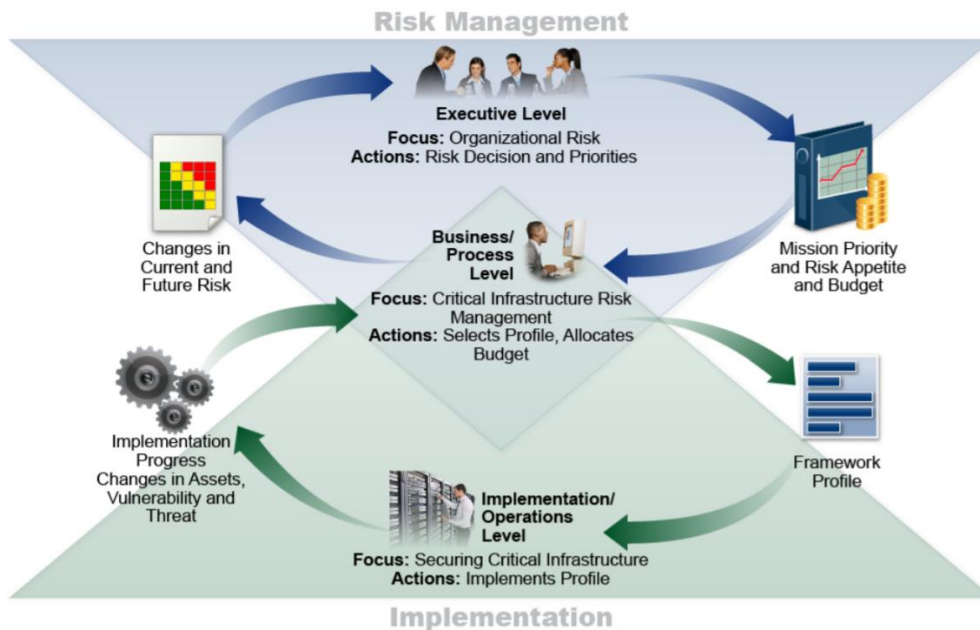 Risk Management
Executive Level
Focus: Organizational Risk
Actions: Risk Decision and Priorities
Changes in
Current and
Future Risk
Mission Priority
and Risk Appetite
and Budget
Business/
Process
Level
Focus: Critical Infrastructure Risk
Management
Actions: Selects Profile, Allocates
Budget
Implementation
Progress
Changes in Assets,
Vulnerability and
Threat
Framework
Profile
Implementation/
Operations
Level
Focus: Securing Critical Infrastructure
Actions: Implements Profile
Implementation